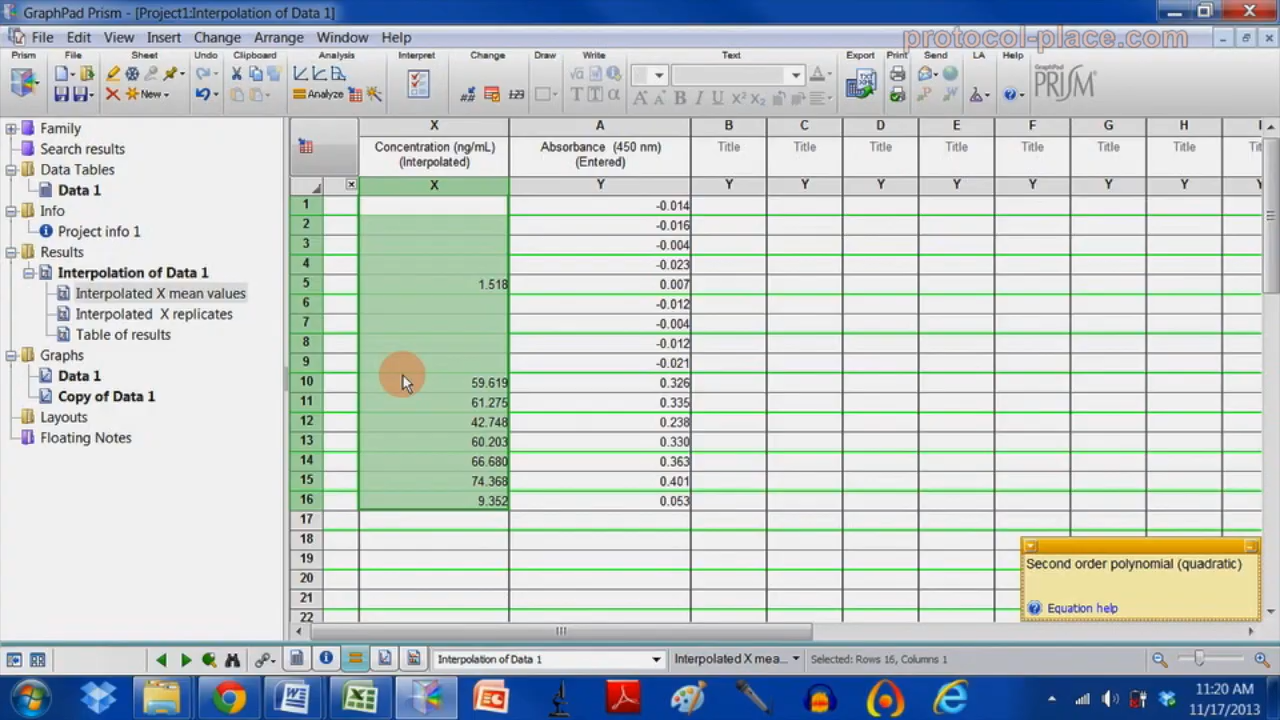 GraphPad Prism - [Project1:Interpolation of Data 1]
File Edit View Insert Change Arrange Window Help
protocol-place.com
Prism File Sheet Undo Clipboard Analysis Interpret Change Draw Write Text Export Print Send LA Help
New
Analyze
GraphPad
PRISM
Family
Search results
Data Tables
Data 1
Info
Project info 1
Results
Interpolation of Data 1
Interpolated X mean values
Interpolated X replicates
Table of results
Graphs
Data 1
Copy of Data 1
Layouts
Floating Notes
X A B C D E F G H I
Concentration (ng/mL) Absorbance (450 nm) Title Title Title Title Title Title Title
(Interpolated) (Entered)
X Y Y Y Y Y Y Y Y
1 -0.014
2 -0.016
3 -0.004
4 -0.023
5 1.518 0.007
6 -0.012
7 -0.004
8 -0.012
9 -0.021
10 59.619 0.326
11 61.275 0.335
12 42.748 0.238
13 60.203 0.330
14 66.680 0.363
15 74.368 0.401
16 9.352 0.053
17
18
19
20
21
22
Second order polynomial (quadratic)
Equation help
Interpolation of Data 1 Interpolated X mea... Selected: Rows 16, Columns 1
11:20 AM
11/17/2013